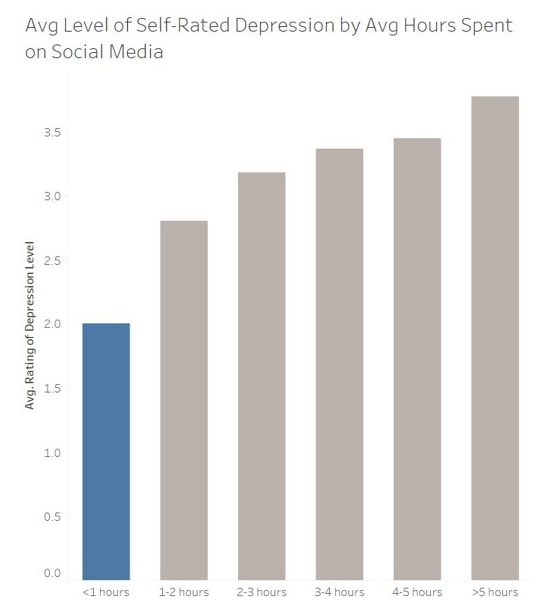 Avg Level of Self-Rated Depression by Avg Hours Spent
on Social Media
Avg. Rating of Depression Level
3.5
3.0
2.5
2.0
1.5
1.0
0.5
0.0
<1 hours
1-2 hours
2-3 hours
3-4 hours
4-5 hours
>5 hours